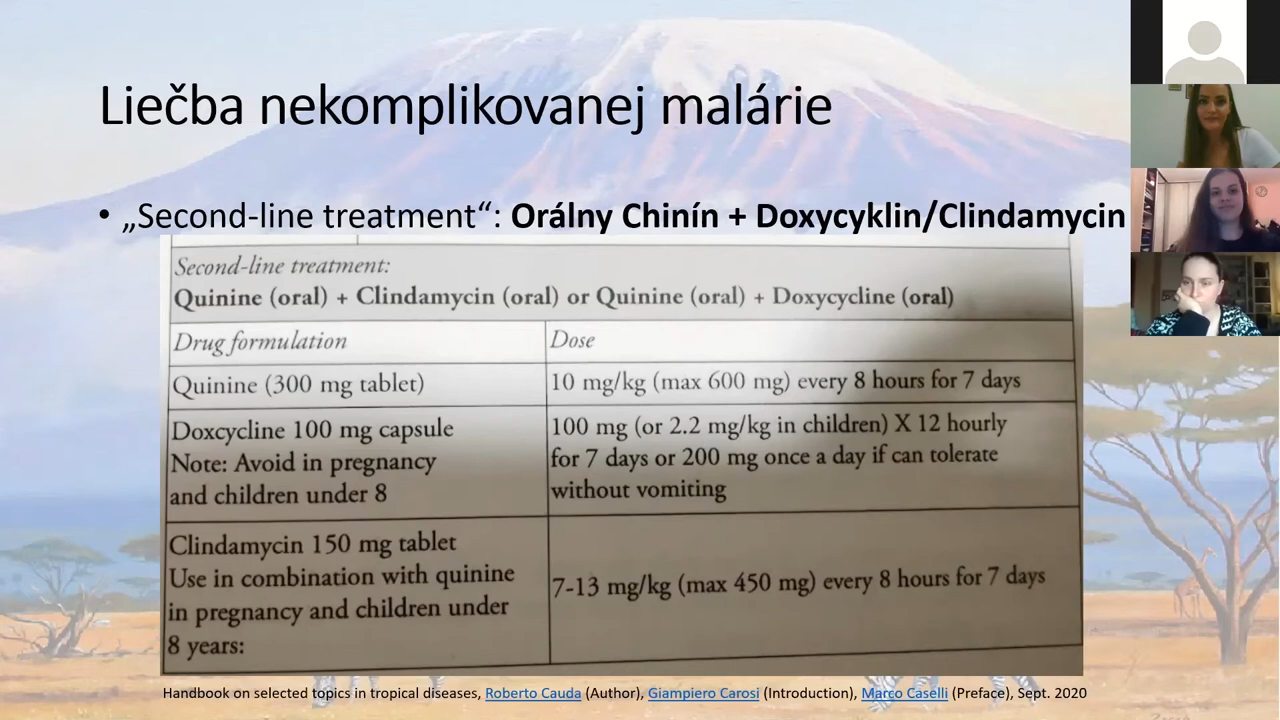 Liečba nekomplikovanej malárie
• „Second-line treatment“: Orálny Chinín + Doxycyklin/Clindamycin
Second-line treatment:
Quinine (oral) + Clindamycin (oral) or Quinine (oral) + Doxycycline (oral)
Drug formulation
Dose
Quinine (300 mg tablet)
10 mg/kg (max 600 mg) every 8 hours for 7 days
Doxcycline 100 mg capsule
Note: Avoid in pregnancy
and children under 8
100 mg (or 2.2 mg/kg in children) X 12 hourly
for 7 days or 200 mg once a day if can tolerate
without vomiting
Clindamycin 150 mg tablet
Use in combination with quinine
in pregnancy and children under
8 years:
7-13 mg/kg (max 450 mg) every 8 hours for 7 days
Handbook on selected topics in tropical diseases, Roberto Cauda (Author), Giampiero Carosi (Introduction), Marco Caselli (Preface), Sept. 2020